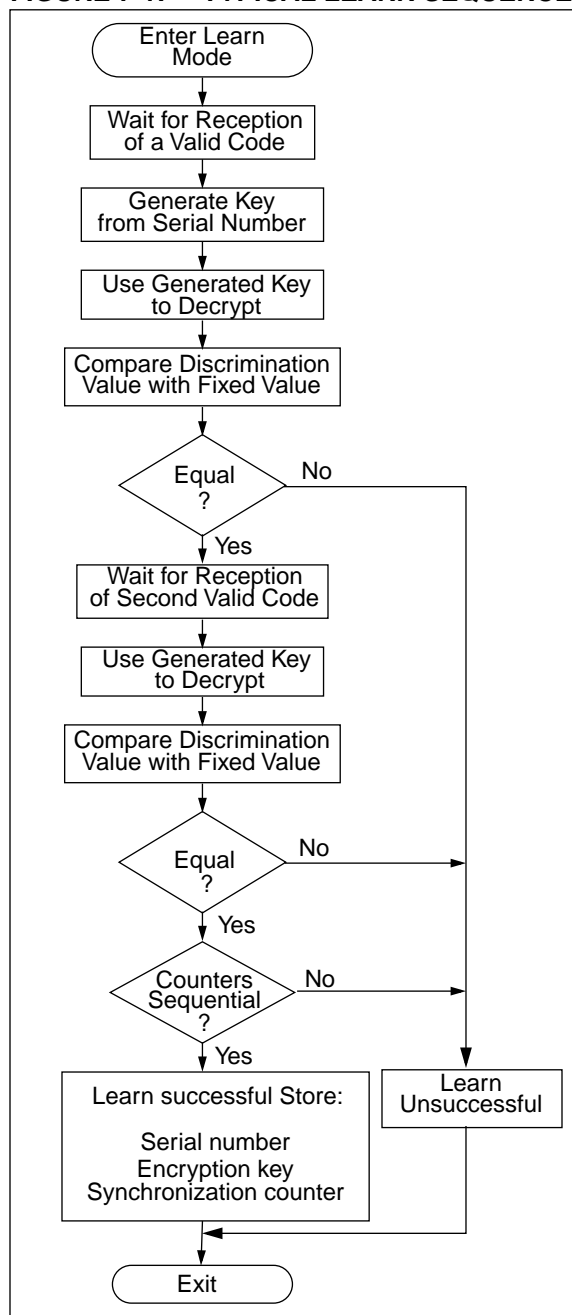 Enter Learn
Mode
Wait for Reception
of a Valid Code
Generate Key
from Serial Number
Use Generated Key
to Decrypt
Compare Discrimination
Value with Fixed Value
Equal
?
No
Yes
Wait for Reception
of Second Valid Code
Use Generated Key
to Decrypt
Compare Discrimination
Value with Fixed Value
Equal
?
No
Yes
Counters
Sequential
?
No
Yes
Learn successful Store:
Serial number
Encryption key
Synchronization counter
Learn
Unsuccessful
Exit